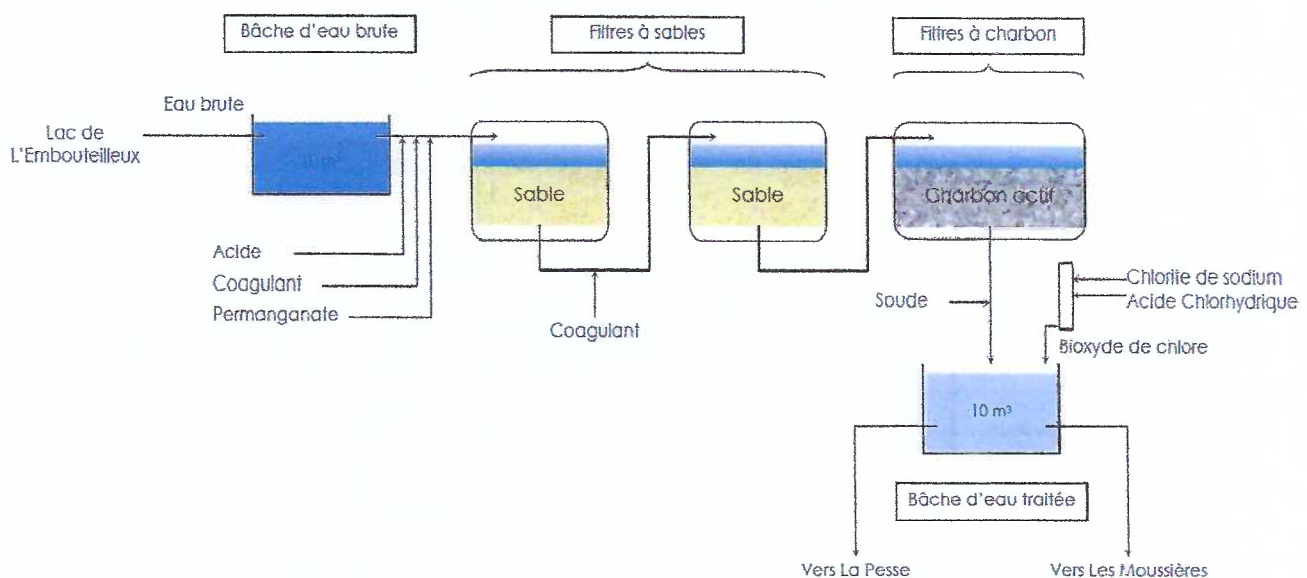 Bâche d'eau brute
Filtres à sables
Filtres à charbon
Eau brute
Lac de
L'Embouteilleux
Sable
Sable
Charbon actif
Acide
Coagulant
Permanganate
Coagulant
Soude
Chlorite de sodium
Acide Chlorhydrique
Bioxyde de chlore
10 m³
Bâche d'eau traitée
Vers La Pesse
Vers Les Moussières